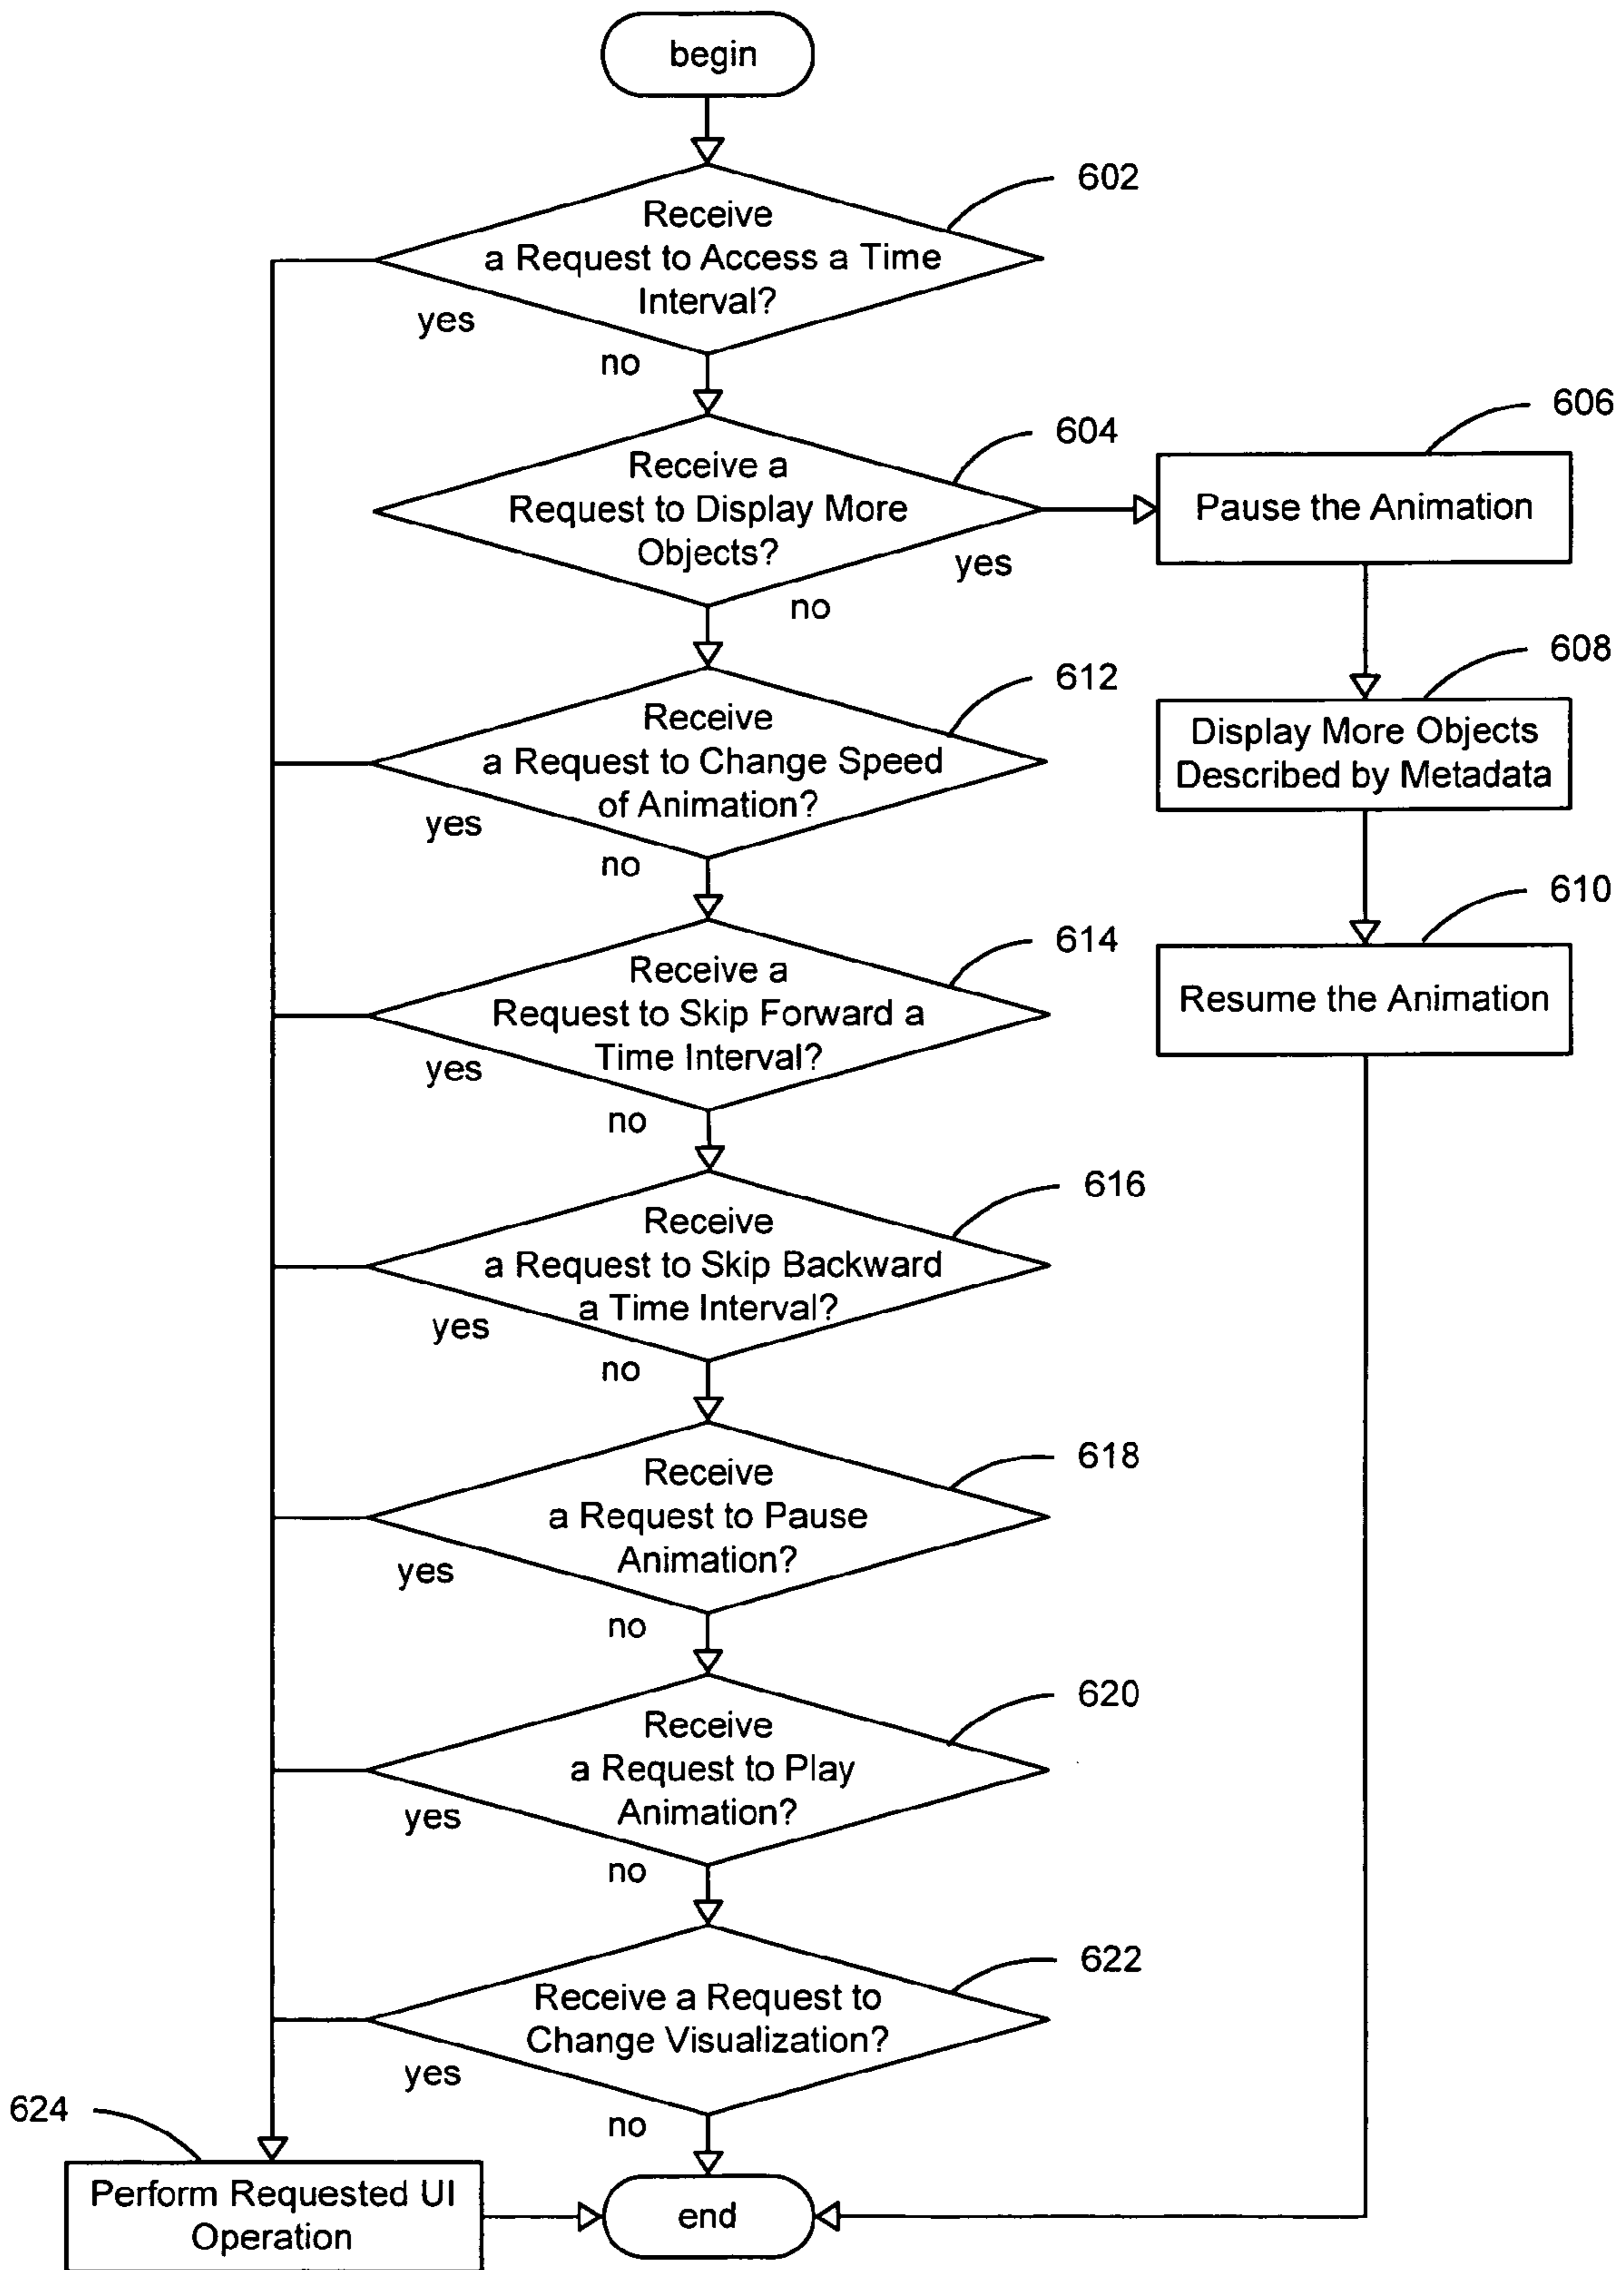 begin
602
Receive
a Request to Access a Time
Interval?
yes
no
604
Receive a
Request to Display More
Objects?
yes
no
606
Pause the Animation
608
Display More Objects
Described by Metadata
610
Resume the Animation
612
Receive
a Request to Change Speed
of Animation?
yes
no
614
Receive a
Request to Skip Forward a
Time Interval?
yes
no
616
Receive
a Request to Skip Backward
a Time Interval?
yes
no
618
Receive
a Request to Pause
Animation?
yes
no
620
Receive
a Request to Play
Animation?
yes
no
622
Receive a Request to
Change Visualization?
yes
no
624
Perform Requested UI
Operation
end